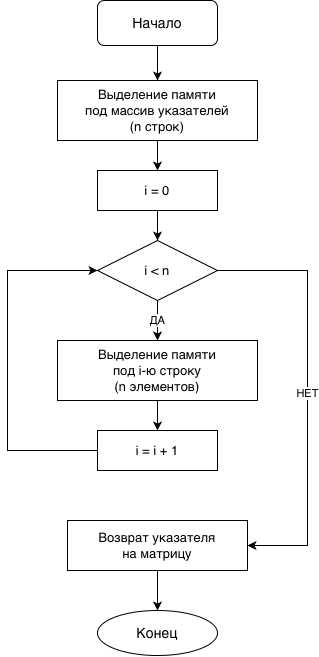 Начало
Выделение памяти
под массив указателей
(n строк)
i = 0
i < n
ДА
Выделение памяти
под i-ю строку
(n элементов)
НЕТ
i = i + 1
Возврат указателя
на матрицу
Конец